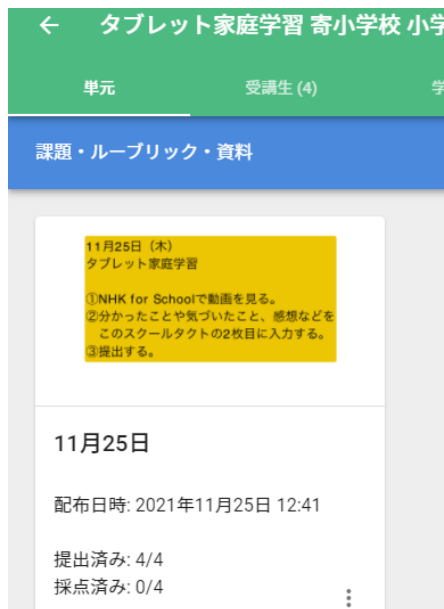 ← タブレット家庭学習 寄小学校 小学
単元 受講生 (4) 学
課題・ルーブリック・資料
11月25日（木）
タブレット家庭学習
①NHK for Schoolで動画を見る。
②分かったことや気づいたこと、感想などを
このスクールタクトの2枚目に入力する。
③提出する。
11月25日
配布日時: 2021年11月25日 12:41
提出済み: 4/4
採点済み: 0/4